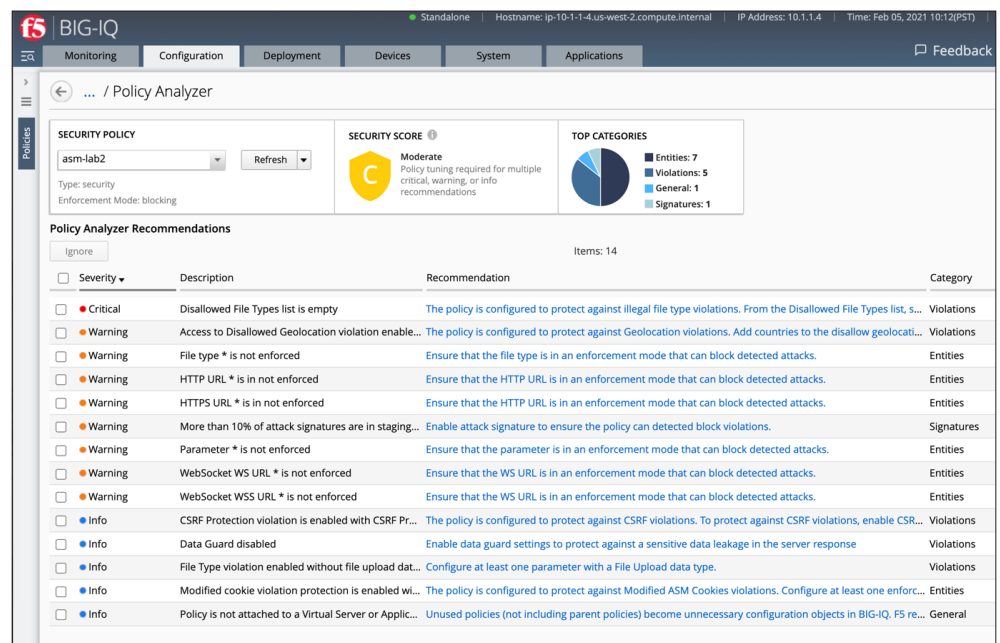 f5 BIG-IQ
Standalone | Hostname: ip-10-1-1-4.us-west-2.compute.internal | IP Address: 10.1.1.4 | Time: Feb 05, 2021 10:12(PST) |
Monitoring Configuration Deployment Devices System Applications Feedback
... / Policy Analyzer
Policies
SECURITY POLICY
asm-lab2 Refresh
Type: security
Enforcement Mode: blocking
SECURITY SCORE
C
Moderate
Policy tuning required for multiple
critical, warning, or info
recommendations
TOP CATEGORIES
Entities: 7
Violations: 5
General: 1
Signatures: 1
Policy Analyzer Recommendations
Ignore Items: 14
Severity Description Recommendation Category
Critical Disallowed File Types list is empty The policy is configured to protect against illegal file type violations. From the Disallowed File Types list, s... Violations
Warning Access to Disallowed Geolocation violation enable... The policy is configured to protect against Geolocation violations. Add countries to the disallow geolocati... Violations
Warning File type * is not enforced Ensure that the file type is in an enforcement mode that can block detected attacks. Entities
Warning HTTP URL * is in not enforced Ensure that the HTTP URL is in an enforcement mode that can block detected attacks. Entities
Warning HTTPS URL * is in not enforced Ensure that the HTTP URL is in an enforcement mode that can block detected attacks. Entities
Warning More than 10% of attack signatures are in staging... Enable attack signature to ensure the policy can detected block violations. Signatures
Warning Parameter * is not enforced Ensure that the parameter is in an enforcement mode that can block detected attacks. Entities
Warning WebSocket WS URL * is not enforced Ensure that the WS URL is in an enforcement mode that can block detected attacks. Entities
Warning WebSocket WSS URL * is not enforced Ensure that the WS URL is in an enforcement mode that can block detected attacks. Entities
Info CSRF Protection violation is enabled with CSRF Pr... The policy is configured to protect against CSRF violations. To protect against CSRF violations, enable CSR... Violations
Info Data Guard disabled Enable data guard settings to protect against a sensitive data leakage in the server response Violations
Info File Type violation enabled without file upload dat... Configure at least one parameter with a File Upload data type. Violations
Info Modified cookie violation protection is enabled wi... The policy is configured to protect against Modified ASM Cookies violations. Configure at least one enforc... Entities
Info Policy is not attached to a Virtual Server or Applic... Unused policies (not including parent policies) become unnecessary configuration objects in BIG-IQ. F5 re... General